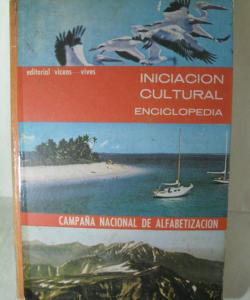 editorial vicens-vives
INICIACION
CULTURAL
ENCICLOPEDIA
CAMPAÑA NACIONAL DE ALFABETIZACION